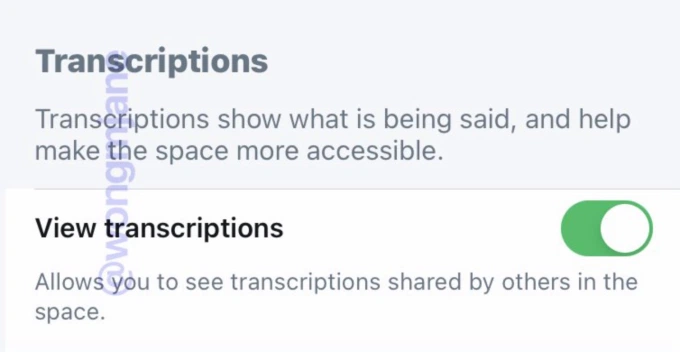 Transcriptions
Transcriptions show what is being said, and help
make the space more accessible.
View transcriptions
Allows you to see transcriptions shared by others in the
space.
@wongmjane